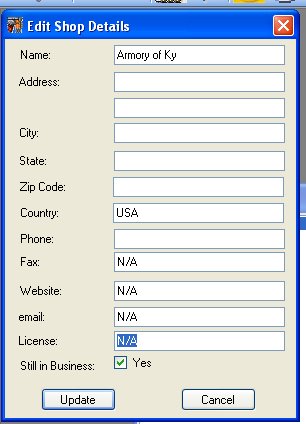 Edit Shop Details
Name: Armory of Ky
Address:
City:
State:
Zip Code:
Country: USA
Phone:
Fax: N/A
Website: N/A
email: N/A
License: N/A
Still in Business: Yes
Update Cancel